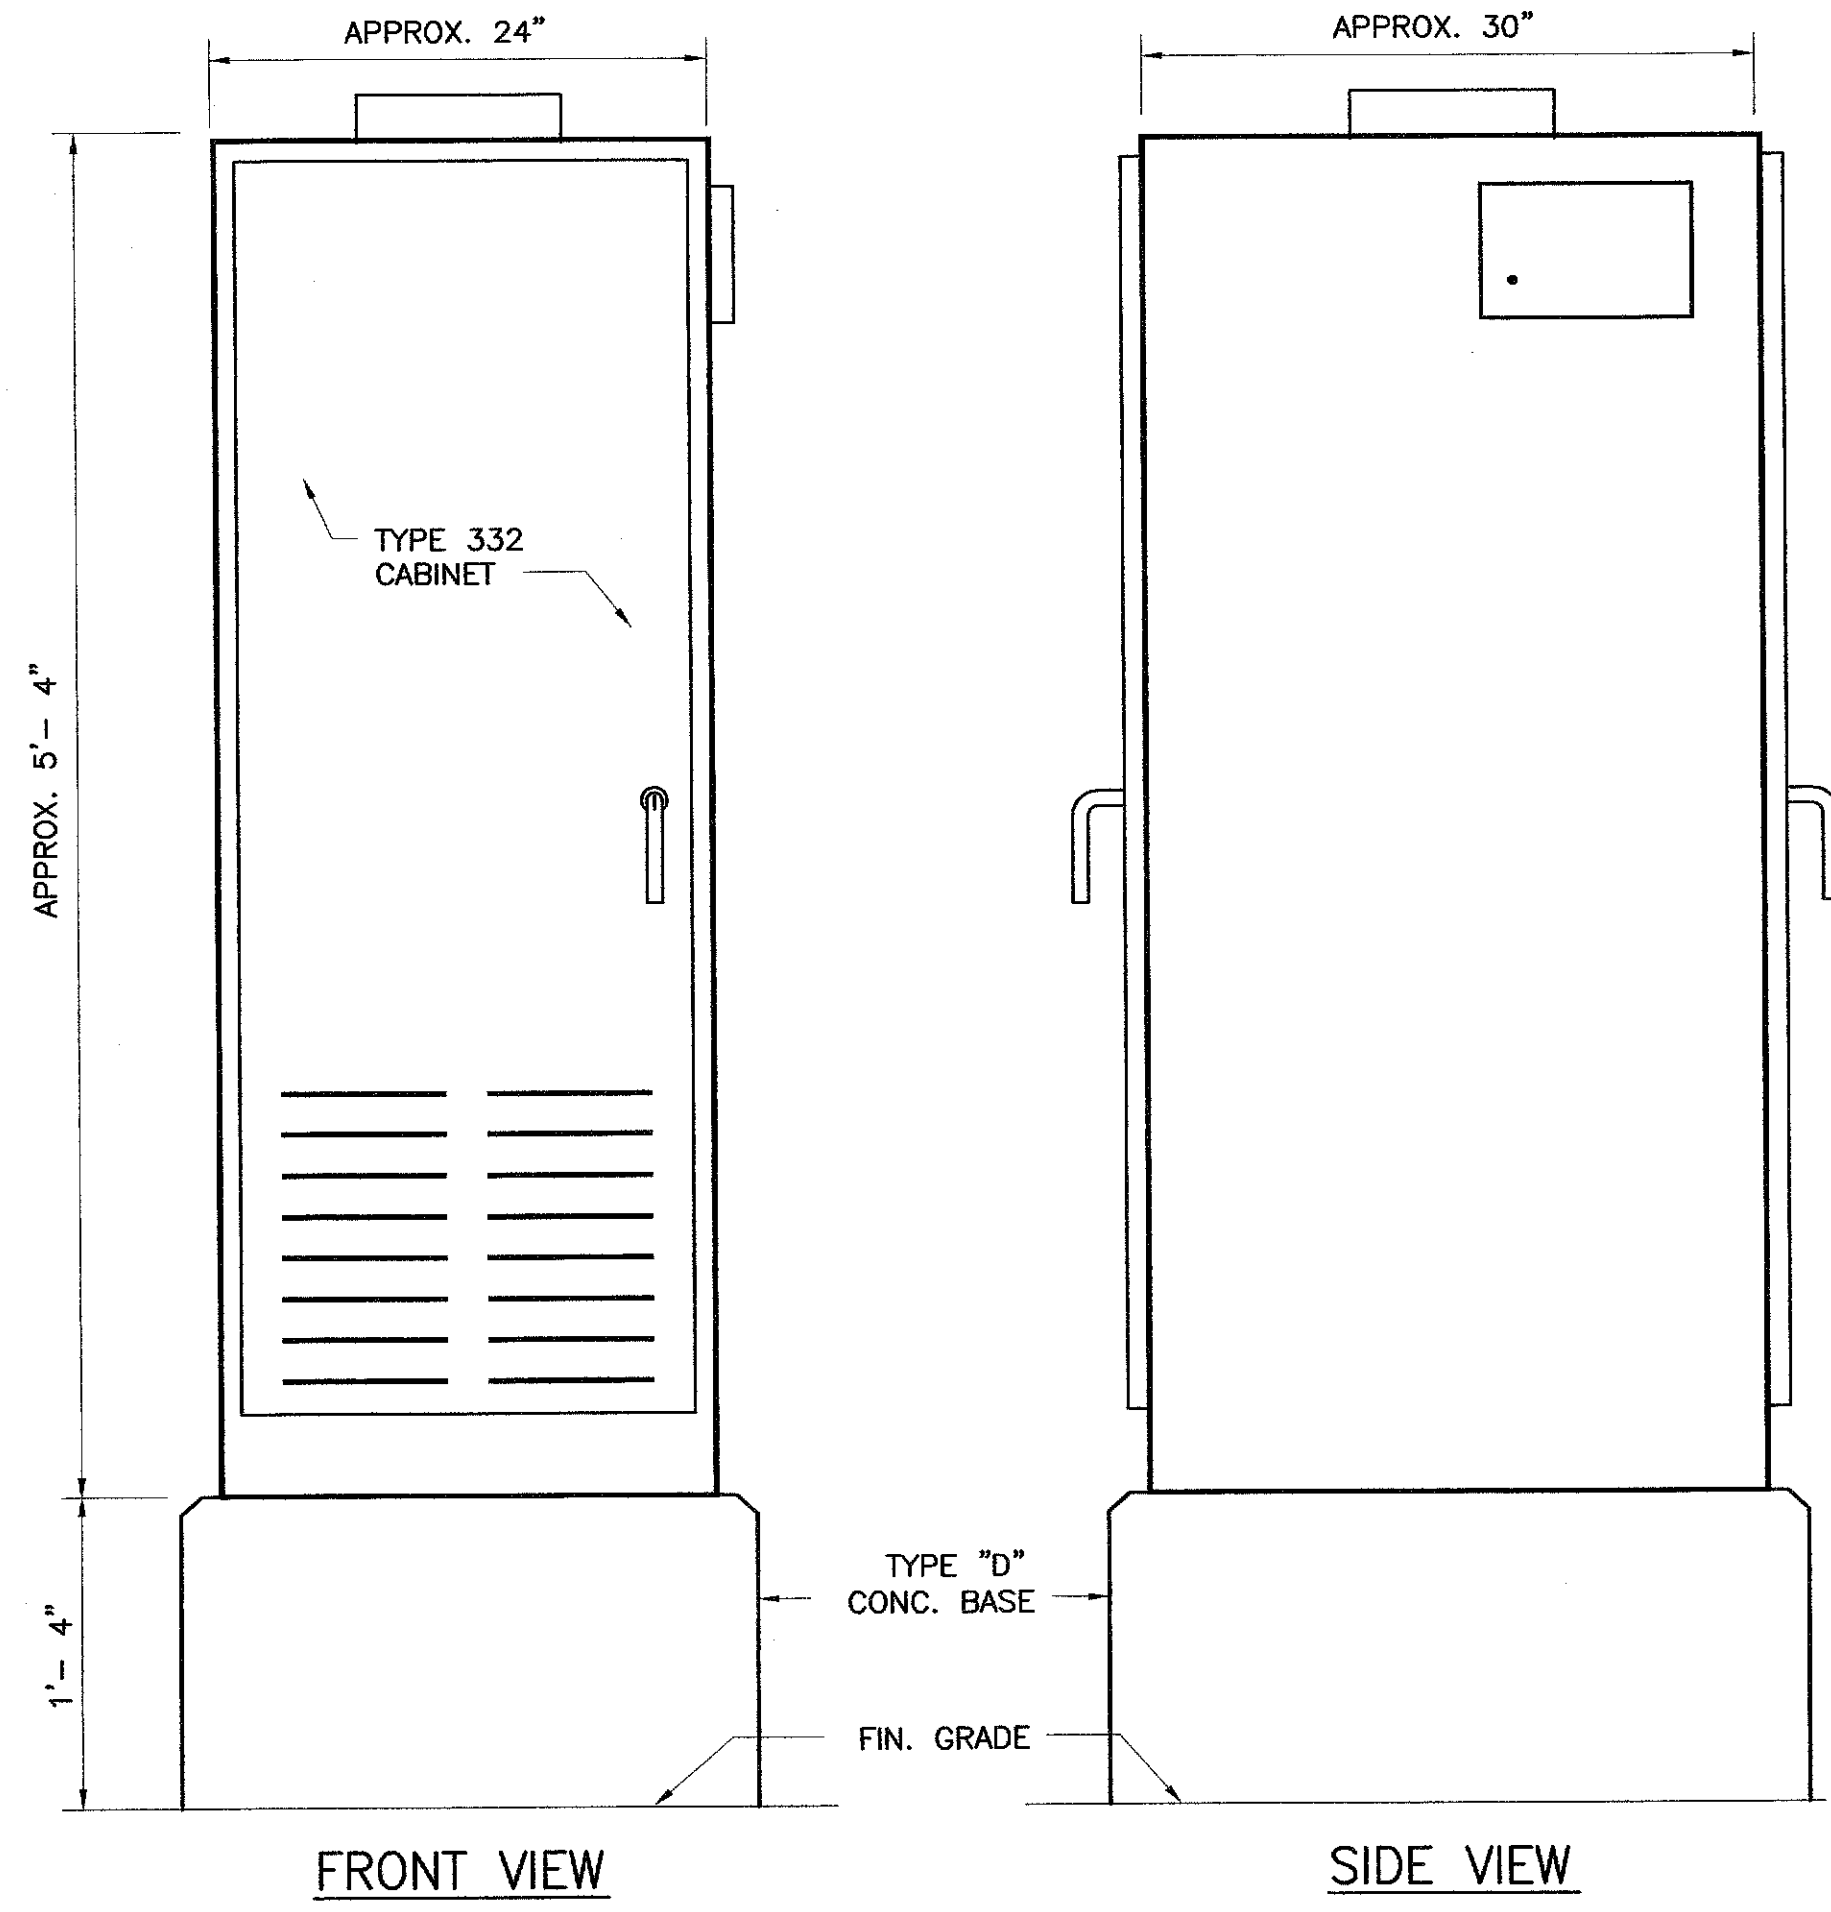 APPROX. 24”
APPROX. 30”
TYPE 332
CABINET
APPROX. 5’– 4”
TYPE ”D”
CONC. BASE
1’– 4”
FIN. GRADE
FRONT VIEW
SIDE VIEW